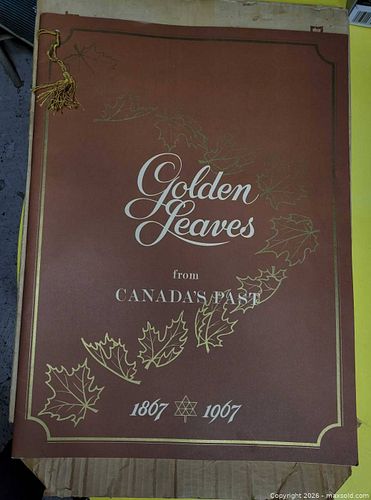 Golden
Leaves
from
CANADA'S PAST
1867 1967
Copyright 2026 - maxsold.com